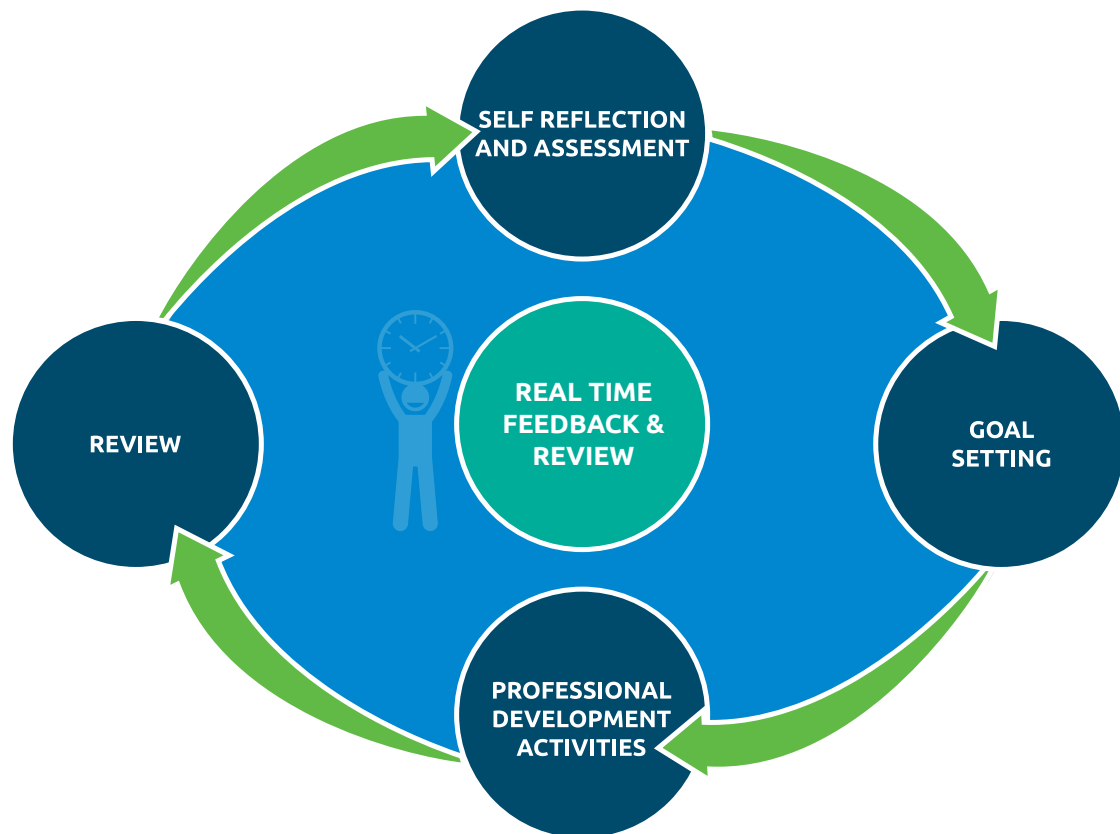 SELF REFLECTION
AND ASSESSMENT
REAL TIME
FEEDBACK &
REVIEW
REVIEW
GOAL
SETTING
PROFESSIONAL
DEVELOPMENT
ACTIVITIES